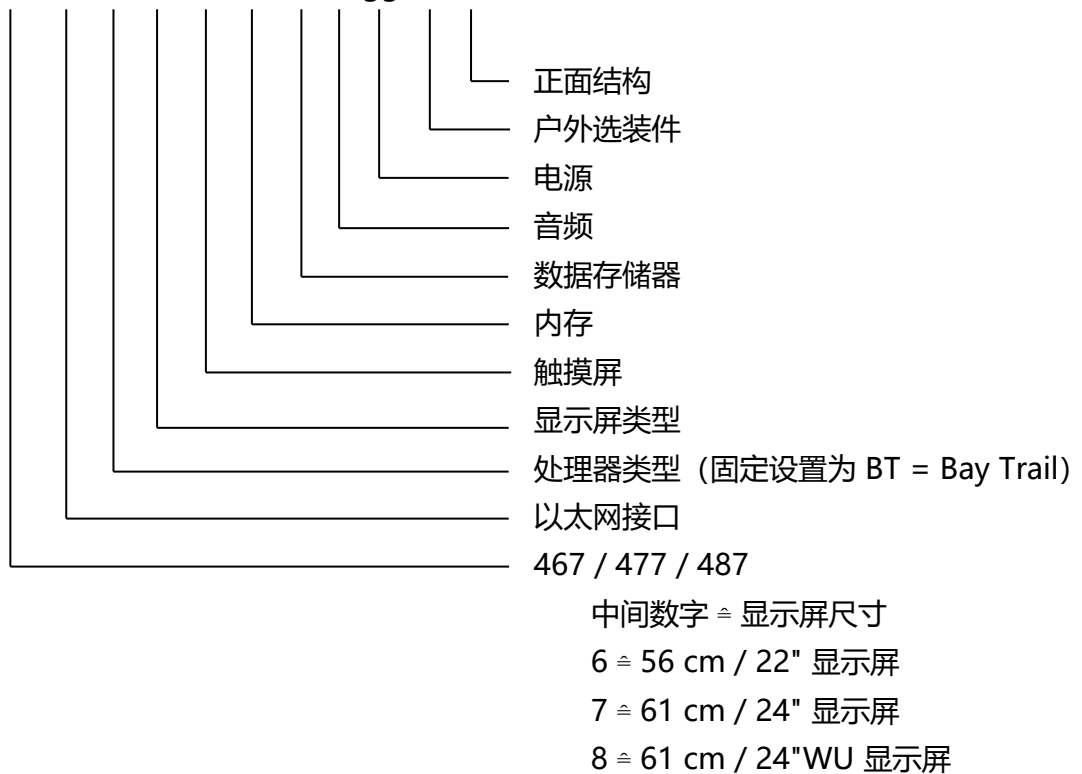 正面结构
户外选装件
电源
音频
数据存储器
内存
触摸屏
显示屏类型
处理器类型（固定设置为 BT = Bay Trail）
以太网接口
467 / 477 / 487
中间数字 ≙ 显示屏尺寸
6 ≙ 56 cm / 22" 显示屏
7 ≙ 61 cm / 24" 显示屏
8 ≙ 61 cm / 24"WU 显示屏